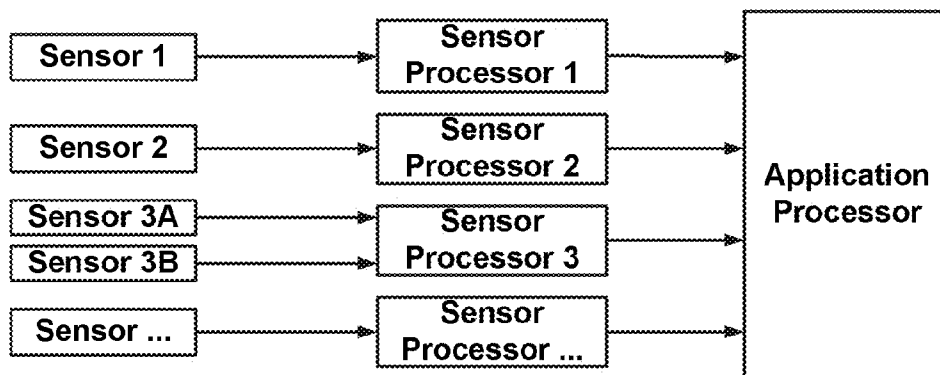 Sensor 1
Sensor
Processor 1
Sensor 2
Sensor
Processor 2
Sensor 3A
Sensor 3B
Sensor
Processor 3
Sensor ...
Sensor
Processor ...
Application
Processor